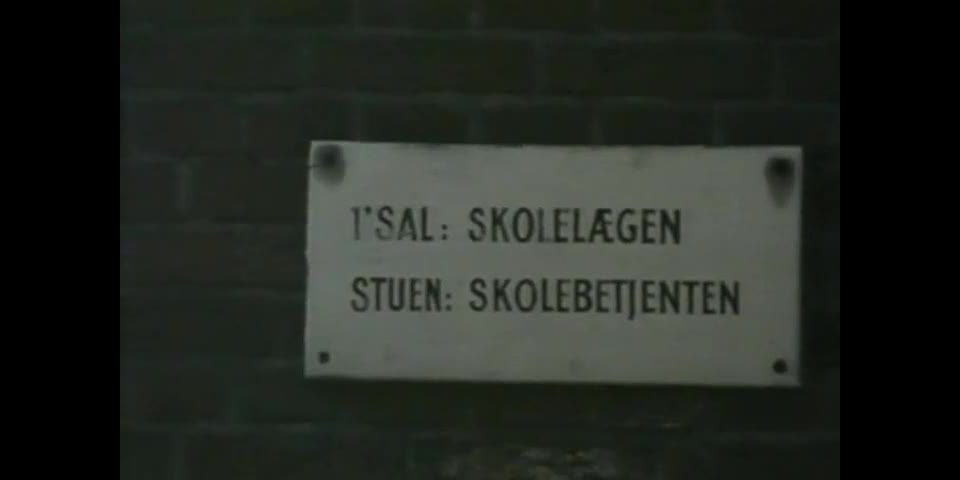 1' SAL: SKOLELÆGEN
STUEN: SKOLEBETJENTEN